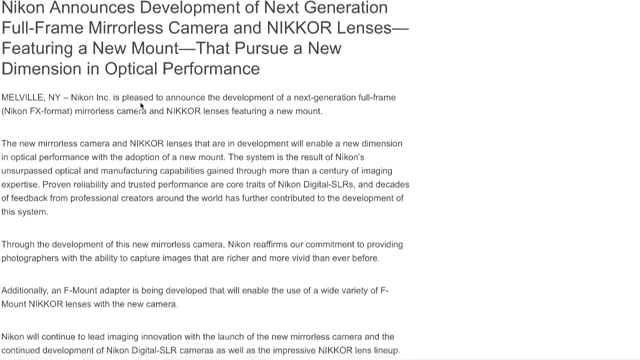 Nikon Announces Development of Next Generation
Full-Frame Mirrorless Camera and NIKKOR Lenses—
Featuring a New Mount—That Pursue a New
Dimension in Optical Performance
MELVILLE, NY – Nikon Inc. is pleased to announce the development of a next-generation full-frame
(Nikon FX-format) mirrorless camera and NIKKOR lenses featuring a new mount.
The new mirrorless camera and NIKKOR lenses that are in development will enable a new dimension
in optical performance with the adoption of a new mount. The system is the result of Nikon's
unsurpassed optical and manufacturing capabilities gained through more than a century of imaging
expertise. Proven reliability and trusted performance are core traits of Nikon Digital-SLRs, and decades
of feedback from professional creators around the world has further contributed to the development of
this system.
Through the development of this new mirrorless camera, Nikon reaffirms our commitment to providing
photographers with the ability to capture images that are richer and more vivid than ever before.
Additionally, an F-Mount adapter is being developed that will enable the use of a wide variety of F-
Mount NIKKOR lenses with the new camera.
Nikon will continue to lead imaging innovation with the launch of the new mirrorless camera and the
continued development of Nikon Digital-SLR cameras as well as the impressive NIKKOR lens lineup.